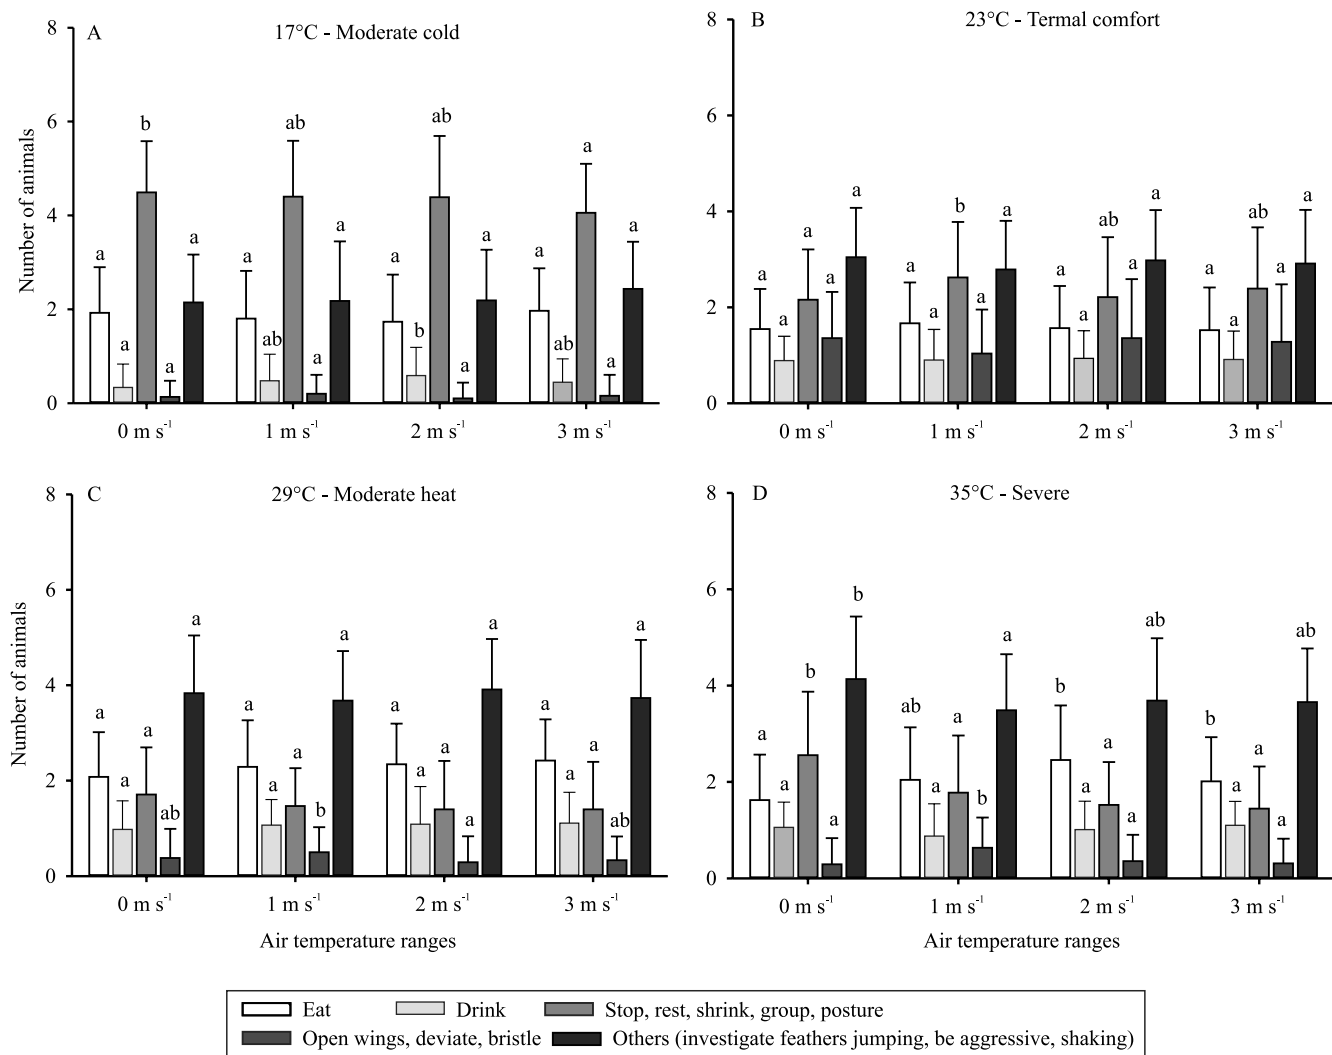 A
17°C - Moderate cold
8
6
4
2
0
Number of animals
a a b a a
a ab ab a a
a b ab a a
a ab a a a
0 m s-1 1 m s-1 2 m s-1 3 m s-1
B
23°C - Termal comfort
8
6
4
2
0
a a a a a
a a b a a
a a ab a a
a a ab a a
0 m s-1 1 m s-1 2 m s-1 3 m s-1
C
29°C - Moderate heat
8
6
4
2
0
Number of animals
a a a ab a
a a a b a
a a a a a
a a a ab a
0 m s-1 1 m s-1 2 m s-1 3 m s-1
Air temperature ranges
D
35°C - Severe
8
6
4
2
0
a a b a b
ab a a b a
b a a a ab
b a a a ab
0 m s-1 1 m s-1 2 m s-1 3 m s-1
Air temperature ranges
Eat Drink Stop, rest, shrink, group, posture
Open wings, deviate, bristle Others (investigate feathers jumping, be aggressive, shaking)